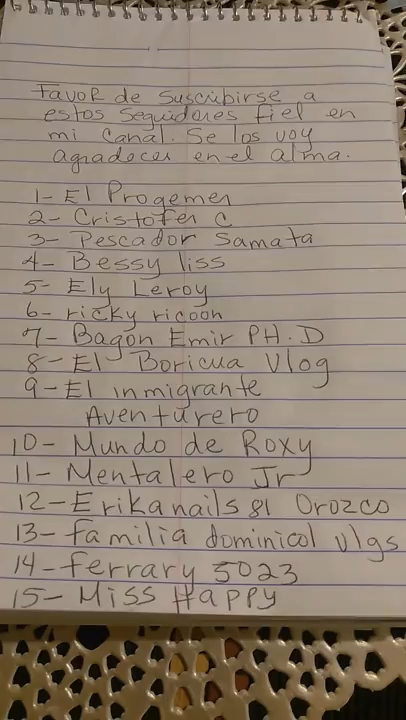 Favor de Suscribirse a
estos Seguidores fiel en
mi Canal. Se los voy
agradecer en el alma.
1- El Progemer
2- Cristofer C
3- Pescador Samata
4- Bessy liss
5- Ely Leroy
6- ricky ricoon
7- Bagon Emir PH.D
8- El Boricua Vlog
9- El inmigrante
Aventurero
10- Mundo de Roxy
11- Mentalero Jr
12- Erikanails 81 Orozco
13- familia dominicol vlgs
14- ferrary 5023
15- Miss Happy